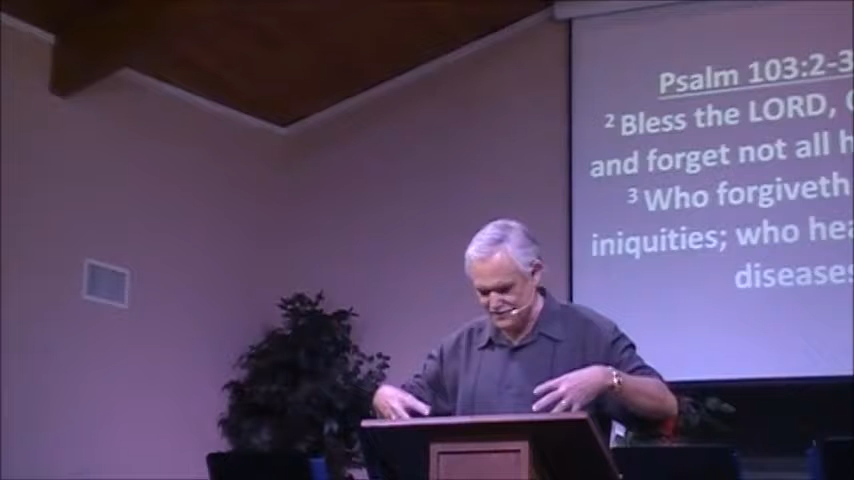 Psalm 103:2-3
² Bless the LORD,
and forget not all
³ Who forgiveth
iniquities; who
diseases